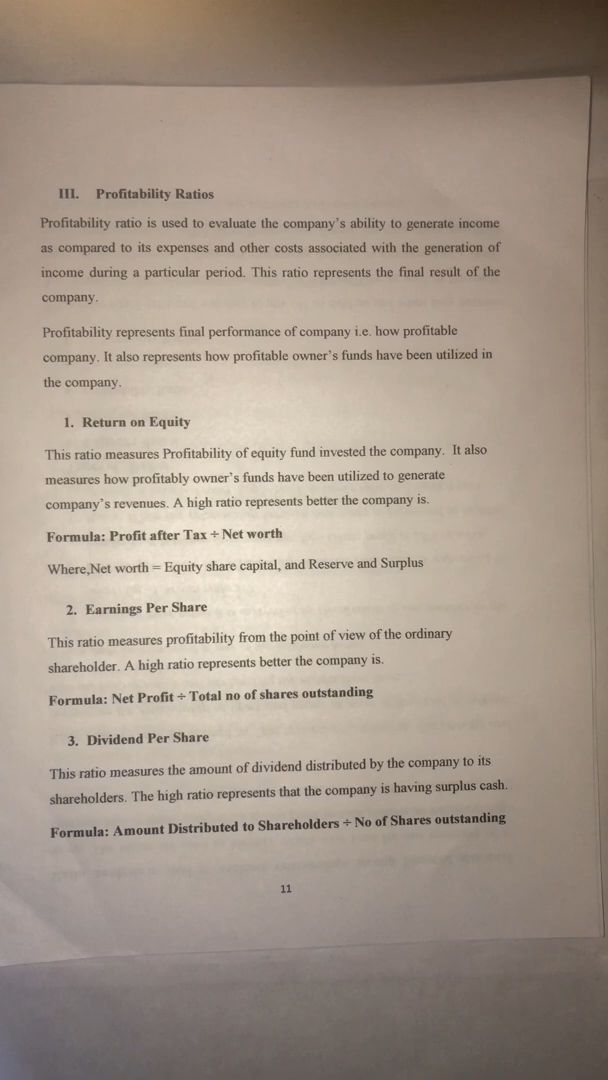 III. Profitability Ratios
Profitability ratio is used to evaluate the company's ability to generate income
as compared to its expenses and other costs associated with the generation of
income during a particular period. This ratio represents the final result of the
company.
Profitability represents final performance of company i.e. how profitable
company. It also represents how profitable owner's funds have been utilized in
the company.
1. Return on Equity
This ratio measures Profitability of equity fund invested the company. It also
measures how profitably owner's funds have been utilized to generate
company's revenues. A high ratio represents better the company is.
Formula: Profit after Tax ÷ Net worth
Where,Net worth = Equity share capital, and Reserve and Surplus
2. Earnings Per Share
This ratio measures profitability from the point of view of the ordinary
shareholder. A high ratio represents better the company is.
Formula: Net Profit ÷ Total no of shares outstanding
3. Dividend Per Share
This ratio measures the amount of dividend distributed by the company to its
shareholders. The high ratio represents that the company is having surplus cash.
Formula: Amount Distributed to Shareholders ÷ No of Shares outstanding
11